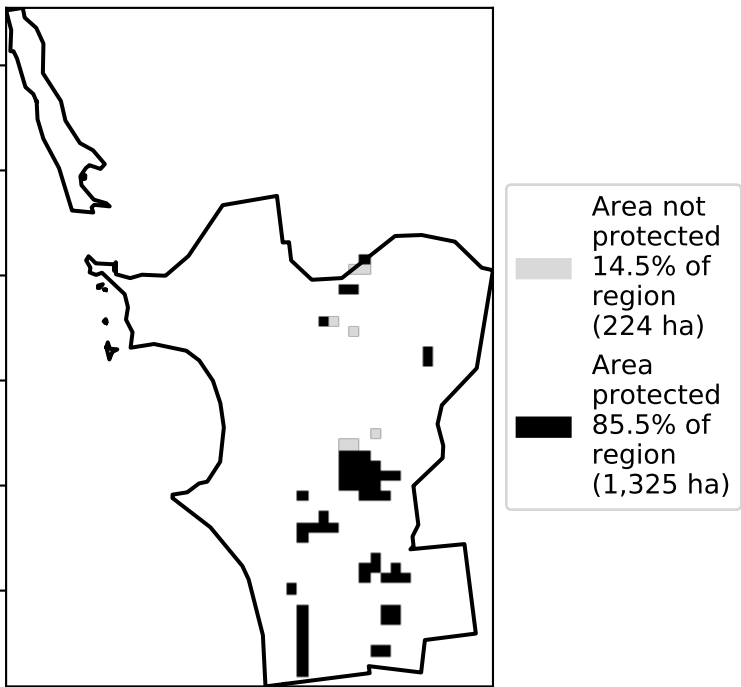 Area not
protected
14.5% of
region
(224 ha)
Area
protected
85.5% of
region
(1,325 ha)